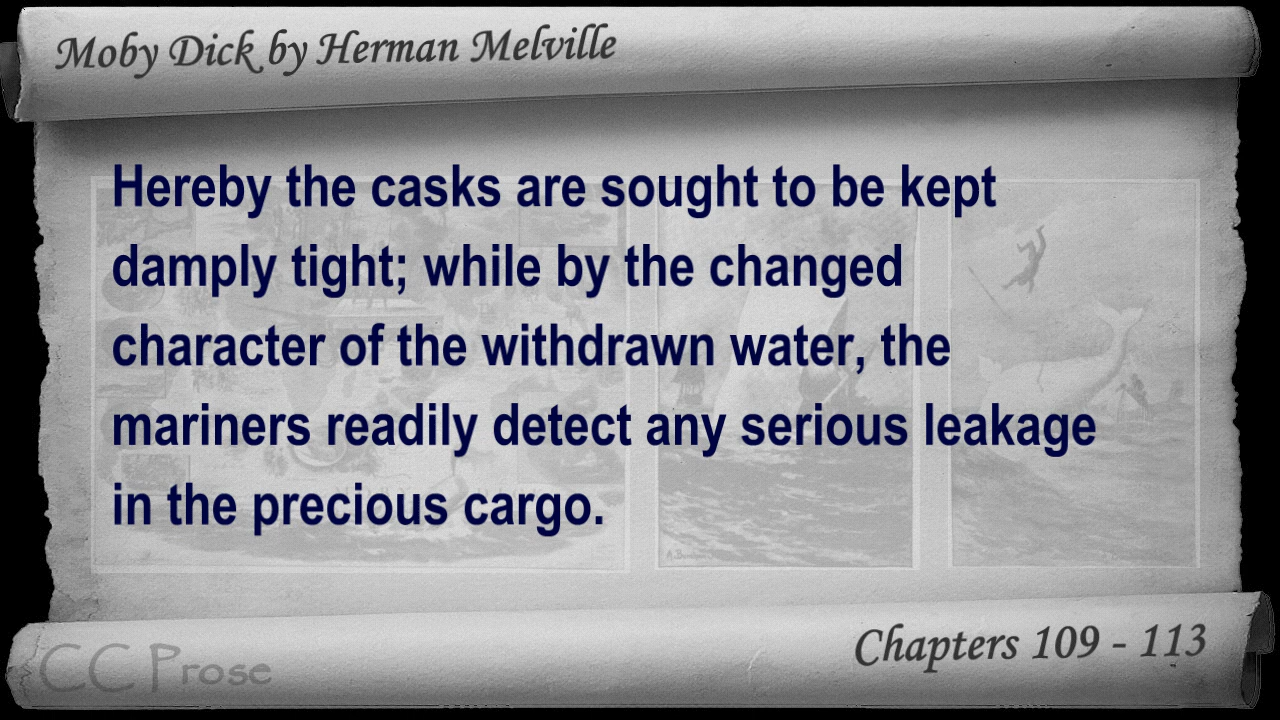 Moby Dick by Herman Melville
Hereby the casks are sought to be kept
damply tight; while by the changed
character of the withdrawn water, the
mariners readily detect any serious leakage
in the precious cargo.
Chapters 109 - 113
CC Prose